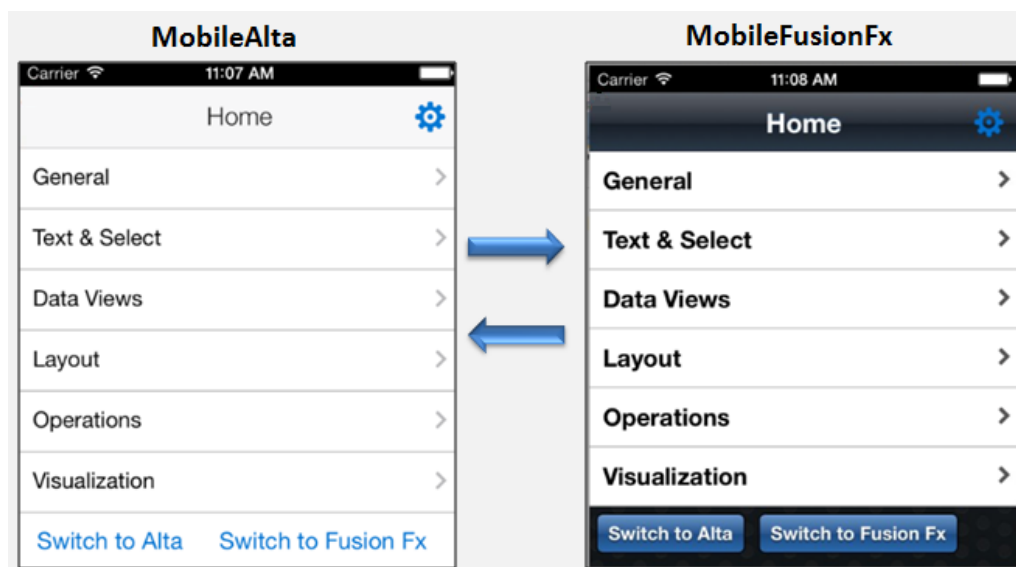 MobileAlta
Carrier 11:07 AM
Home
General
Text & Select
Data Views
Layout
Operations
Visualization
Switch to Alta Switch to Fusion Fx
MobileFusionFx
Carrier 11:08 AM
Home
General
Text & Select
Data Views
Layout
Operations
Visualization
Switch to Alta Switch to Fusion Fx